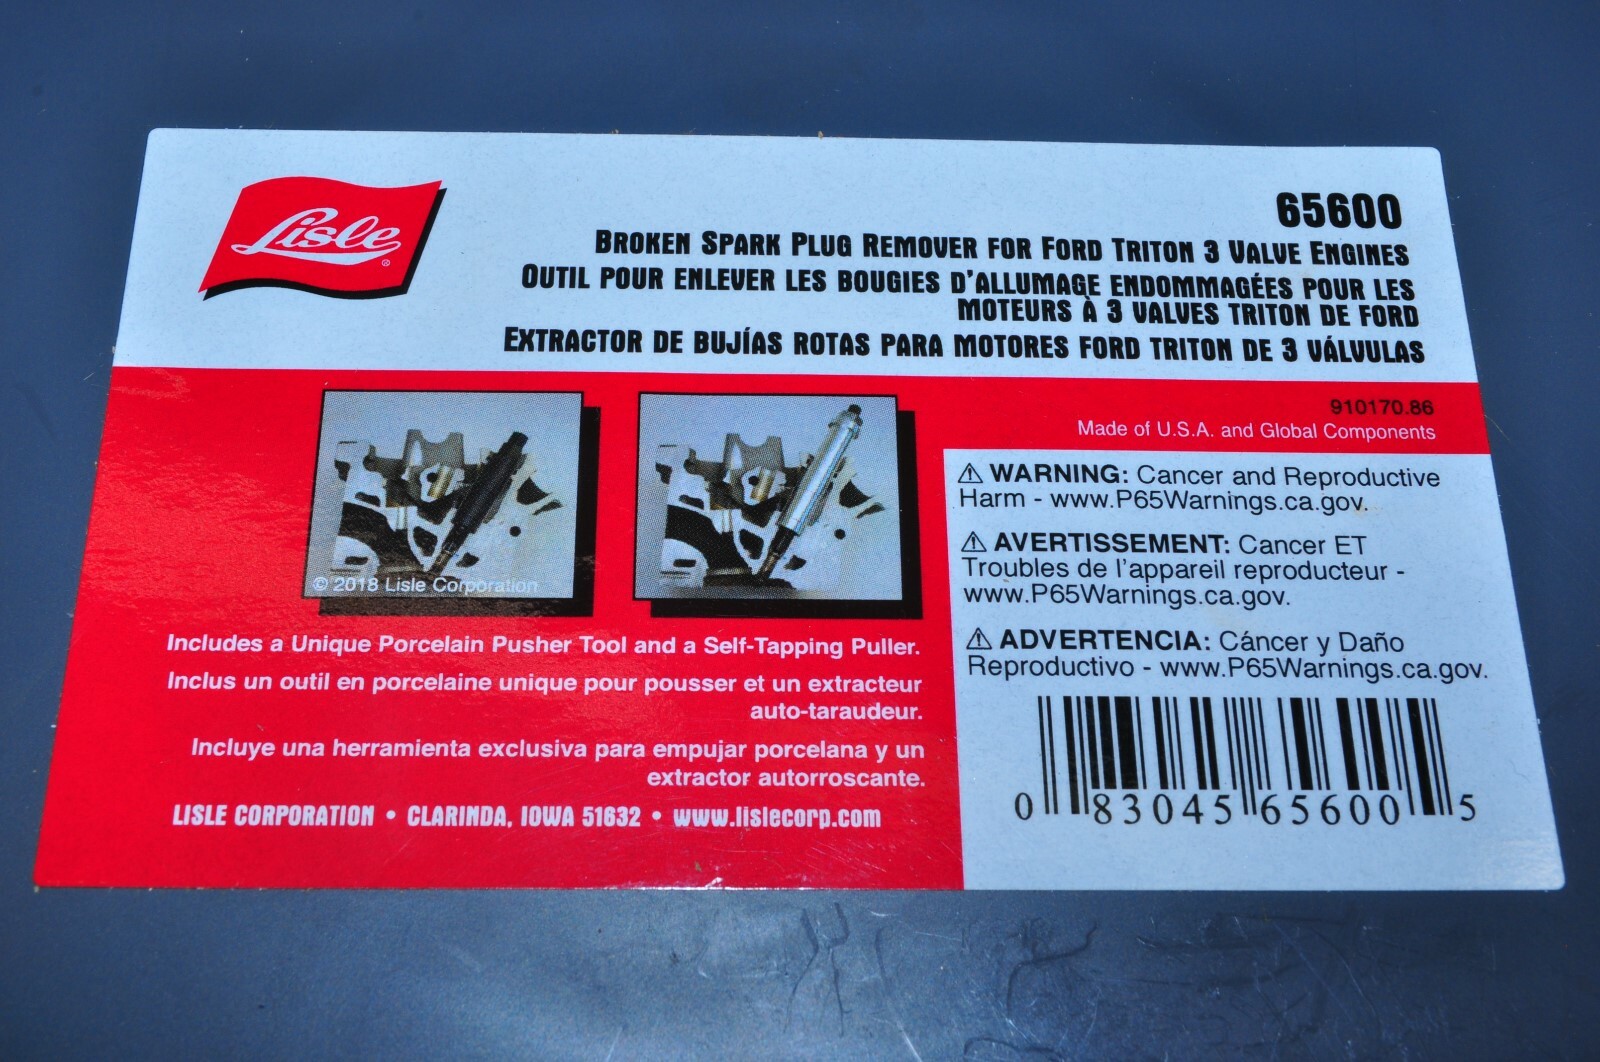 Lisle®
65600
BROKEN SPARK PLUG REMOVER FOR FORD TRITON 3 VALVE ENGINES
OUTIL POUR ENLEVER LES BOUGIES D'ALLUMAGE ENDOMMAGÉES POUR LES
MOTEURS À 3 VALVES TRITON DE FORD
EXTRACTOR DE BUJÍAS ROTAS PARA MOTORES FORD TRITON DE 3 VÁLVULAS
© 2018 Lisle Corporation
Includes a Unique Porcelain Pusher Tool and a Self-Tapping Puller.
Inclus un outil en porcelaine unique pour pousser et un extracteur
auto-taraudeur.
Incluye una herramienta exclusiva para empujar porcelana y un
extractor autorroscante.
LISLE CORPORATION • CLARINDA, IOWA 51632 • www.lislecorp.com
910170.86
Made of U.S.A. and Global Components
⚠ WARNING: Cancer and Reproductive
Harm - www.P65Warnings.ca.gov.
⚠ AVERTISSEMENT: Cancer ET
Troubles de l'appareil reproducteur -
www.P65Warnings.ca.gov.
⚠ ADVERTENCIA: Cáncer y Daño
Reproductivo - www.P65Warnings.ca.gov.
0 83045 65600 5